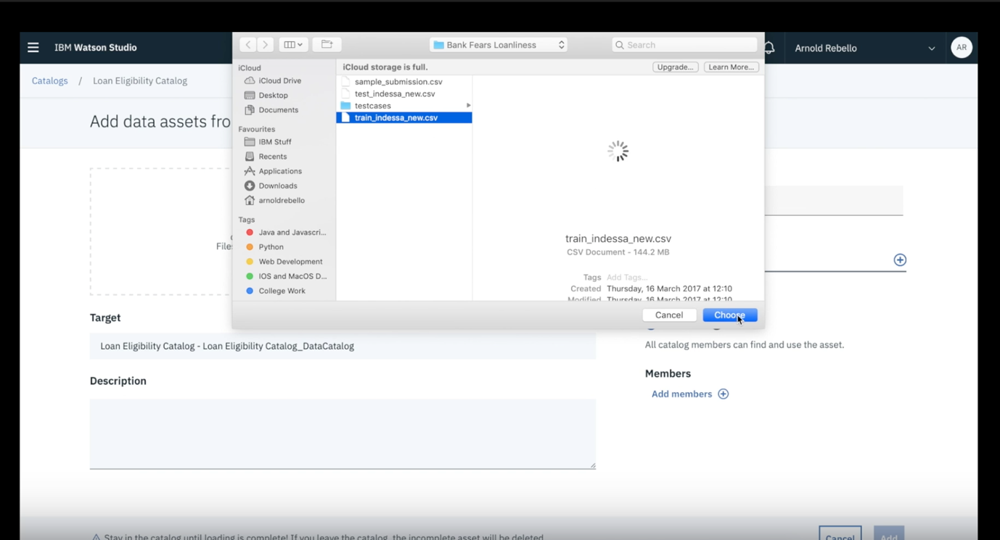 IBM Watson Studio
Arnold Rebello
AR
Catalogs / Loan Eligibility Catalog
Add data assets fro
Bank Fears Loanliness
Search
iCloud
iCloud Drive
Desktop
Documents
Favourites
IBM Stuff
Recents
Applications
Downloads
arnoldrebello
Tags
Java and Javascri...
Python
Web Development
IOS and MacOS D...
College Work
iCloud storage is full.
Upgrade...
Learn More...
sample_submission.csv
test_indessa_new.csv
testcases
train_indessa_new.csv
train_indessa_new.csv
CSV Document - 144.2 MB
Tags Add Tags...
Created Thursday, 16 March 2017 at 12:10
Modified Thursday, 16 March 2017 at 12:10
Cancel
Choose
File
Target
Loan Eligibility Catalog - Loan Eligibility Catalog_DataCatalog
Description
All catalog members can find and use the asset.
Members
Add members
Stay in the catalog until loading is complete! If you leave the catalog, the incomplete asset will be deleted.
Cancel
Add